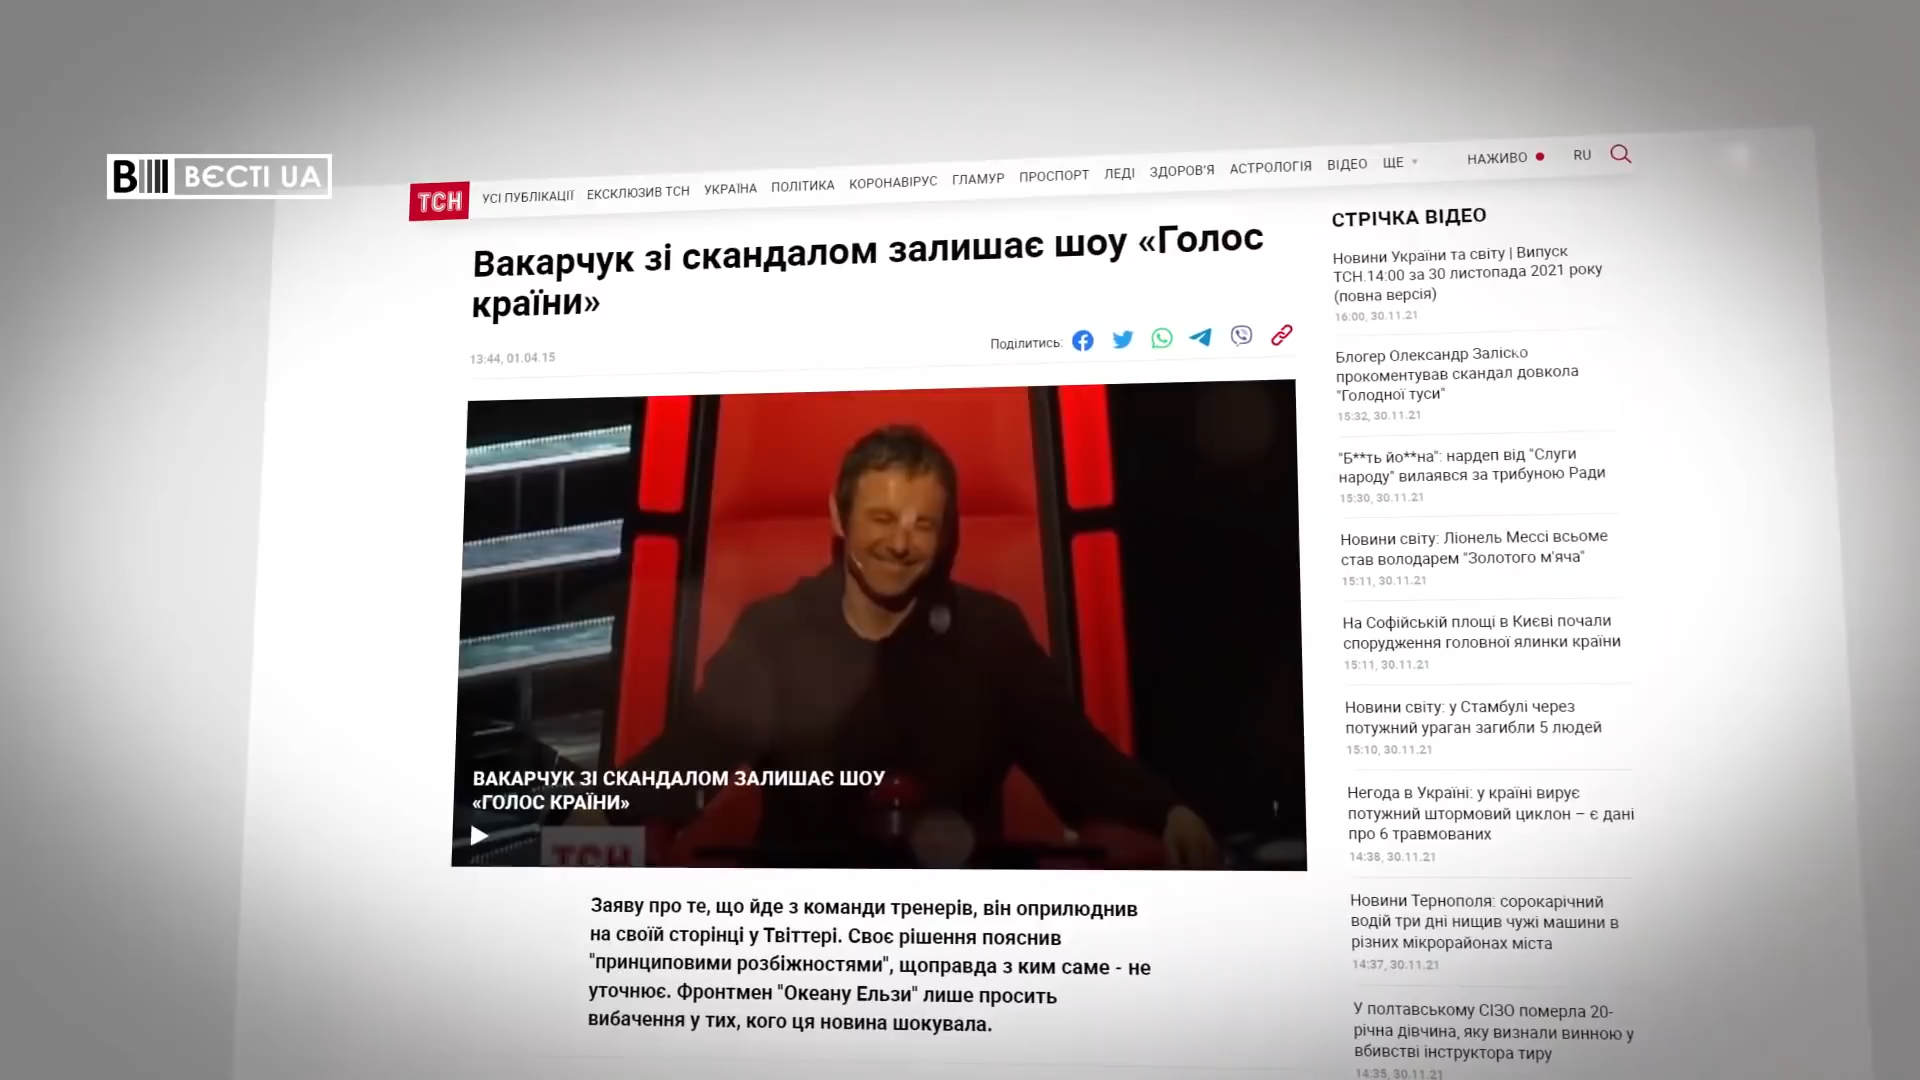 ВЄСТІ UA
ТСН
УСІ ПУБЛІКАЦІЇ ЕКСКЛЮЗИВ ТСН УКРАЇНА ПОЛІТИКА КОРОНАВІРУС ГЛАМУР ПРОСПОРТ ЛЕДІ ЗДОРОВ'Я АСТРОЛОГІЯ ВІДЕО ЩЕ НАЖИВО RU
Вакарчук зі скандалом залишає шоу «Голос
країни»
13:44, 01.04.15
Поділитись:
ВАКАРЧУК ЗІ СКАНДАЛОМ ЗАЛИШАЄ ШОУ
«ГОЛОС КРАЇНИ»
ТСН
Заяву про те, що йде з команди тренерів, він оприлюднив
на своїй сторінці у Твіттері. Своє рішення пояснив
"принциповими розбіжностями", щоправда з ким саме - не
уточнює. Фронтмен "Океану Ельзи" лише просить
вибачення у тих, кого ця новина шокувала.
СТРІЧКА ВІДЕО
Новини України та світу | Випуск
ТСН.14:00 за 30 листопада 2021 року
(повна версія)
16:00, 30.11.21
Блогер Олександр Заліско
прокоментував скандал довкола
"Голодної туси"
15:32, 30.11.21
"Б**ть йо**на": нардеп від "Слуги
народу" вилаявся за трибуною Ради
15:30, 30.11.21
Новини світу: Ліонель Мессі всьоме
став володарем "Золотого м'яча"
15:11, 30.11.21
На Софійській площі в Києві почали
спорудження головної ялинки країни
15:11, 30.11.21
Новини світу: у Стамбулі через
потужний ураган загибли 5 людей
15:10, 30.11.21
Негода в Україні: у країні вирує
потужний штормовий циклон – є дані
про 6 травмованих
14:38, 30.11.21
Новини Тернополя: сорокарічний
водій три дні нищив чужі машини в
різних мікрорайонах міста
14:37, 30.11.21
У полтавському СІЗО померла 20-
річна дівчина, яку визнали винною у
вбивстві інструктора тиру
14:35, 30.11.21